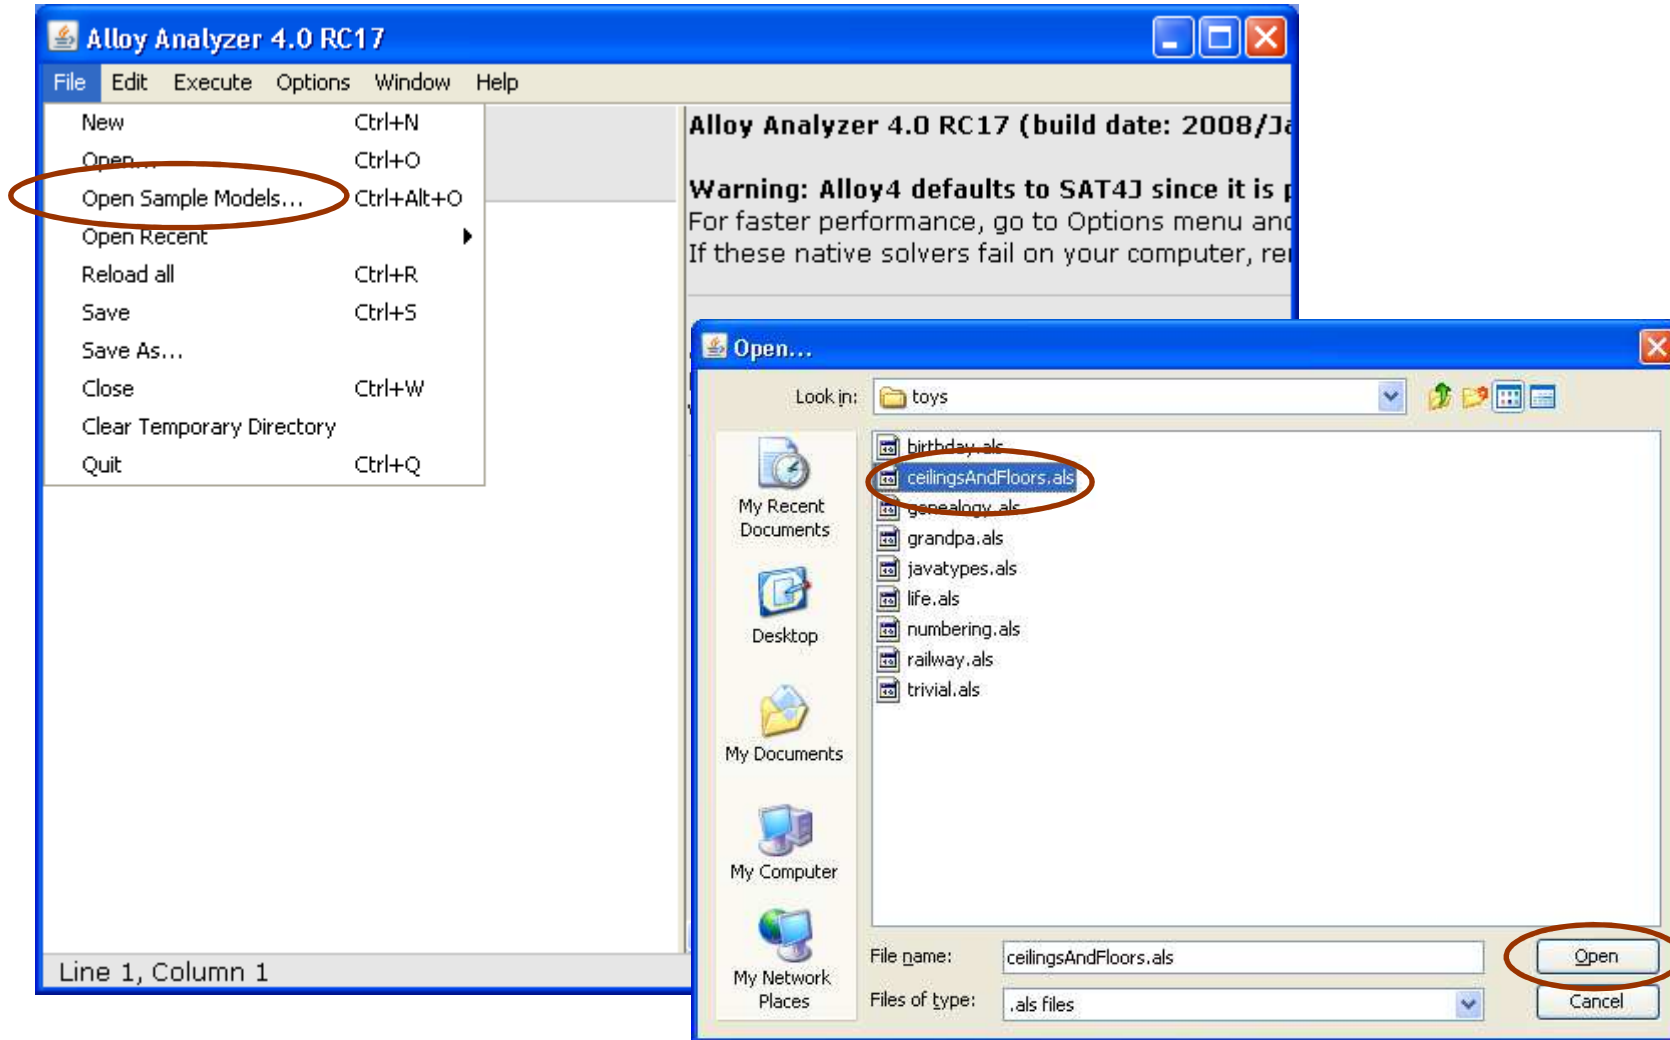 Alloy Analyzer 4.0 RC17
File Edit Execute Options Window Help
New Ctrl+N
Open... Ctrl+O
Open Sample Models... Ctrl+Alt+O
Open Recent
Reload all Ctrl+R
Save Ctrl+S
Save As...
Close Ctrl+W
Clear Temporary Directory
Quit Ctrl+Q
Alloy Analyzer 4.0 RC17 (build date: 2008/Ja
Warning: Alloy4 defaults to SAT4J since it is p
For faster performance, go to Options menu and
If these native solvers fail on your computer, re
Line 1, Column 1
Open...
Look in: toys
My Recent
Documents
Desktop
My Documents
My Computer
My Network
Places
birthday.als
ceilingsAndFloors.als
genealogy.als
grandpa.als
javatypes.als
life.als
numbering.als
railway.als
trivial.als
File name: ceilingsAndFloors.als Open
Files of type: .als files Cancel